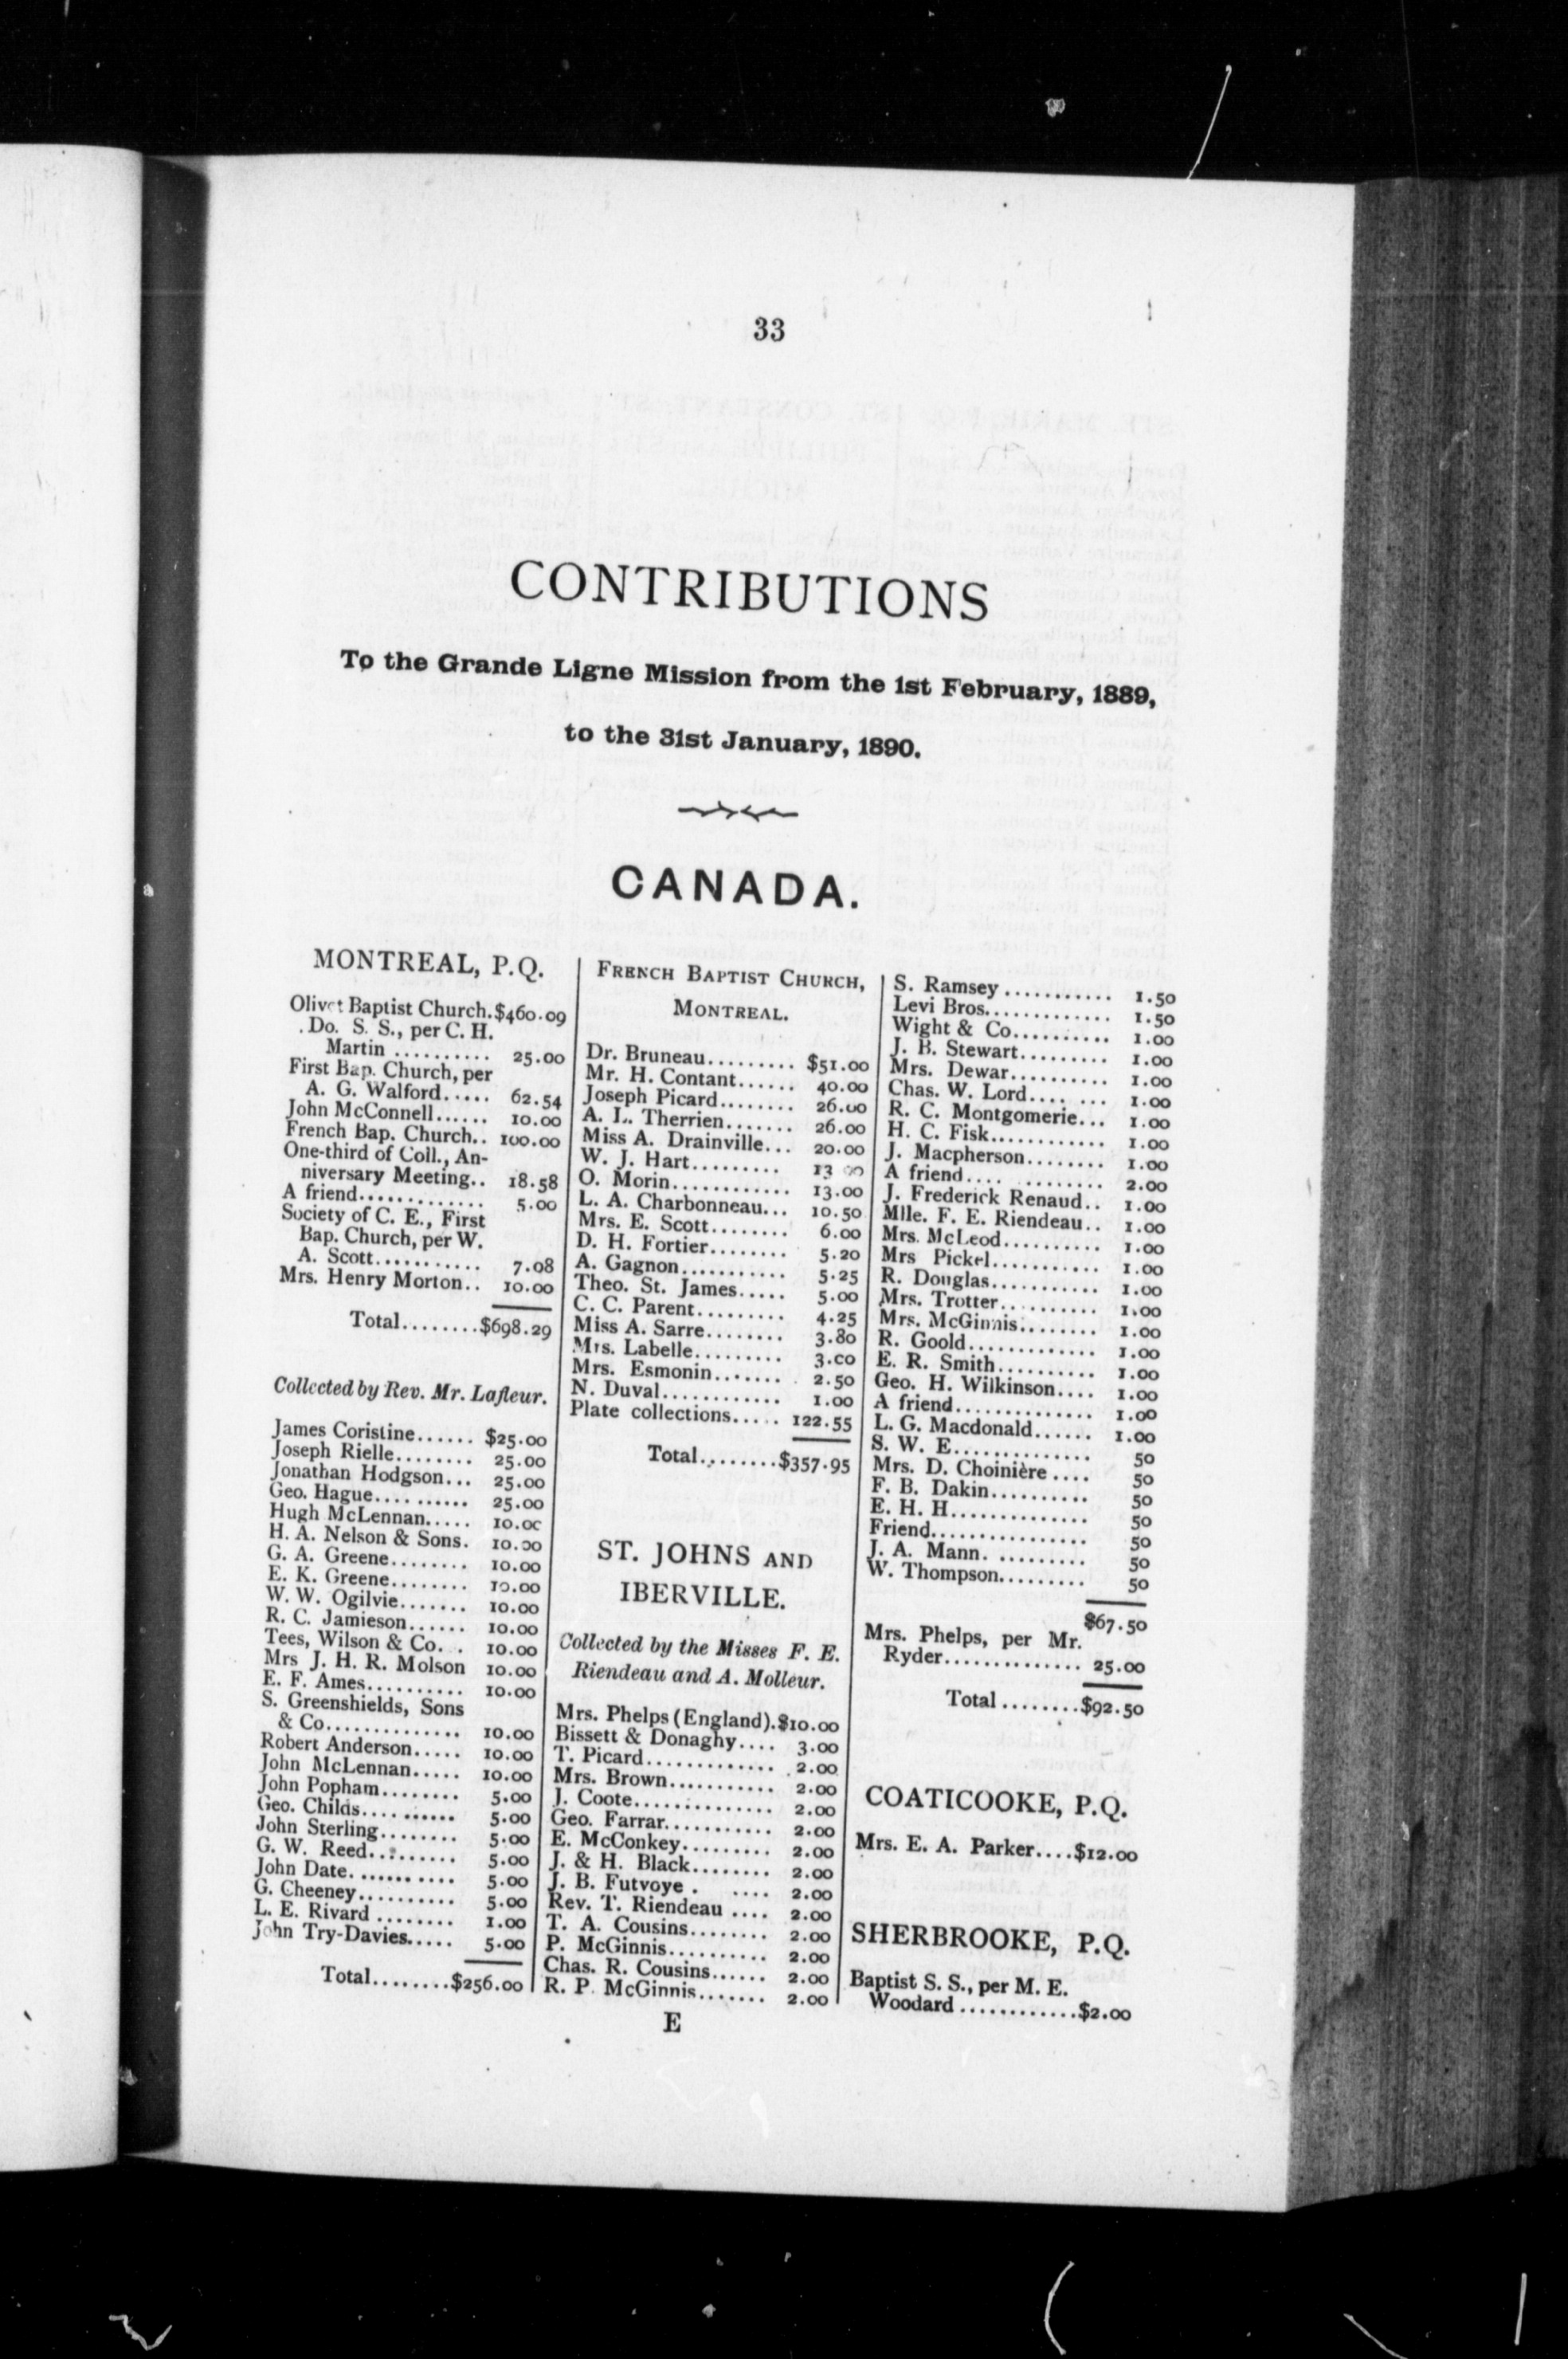 33
CONTRIBUTIONS
To the Grande Ligne Mission from the 1st February, 1889,
to the 31st January, 1890.
CANADA.
MONTREAL, P.Q.
Olivet Baptist Church.$460.09
Do. S. S., per C. H.
Martin .......... 25.00
First Bap. Church, per
A. G. Walford..... 62.54
John McConnell...... 10.00
French Bap. Church.. 100.00
One-third of Coll., An-
niversary Meeting.. 18.58
A friend............. 5.00
Society of C. E., First
Bap. Church, per W.
A. Scott........... 7.08
Mrs. Henry Morton.. 10.00
Total........$698.29
Collected by Rev. Mr. Lafleur.
James Coristine...... $25.00
Joseph Rielle........ 25.00
Jonathan Hodgson... 25.00
Geo. Hague.......... 25.00
Hugh McLennan..... 10.00
H. A. Nelson & Sons. 10.00
G. A. Greene........ 10.00
E. K. Greene........ 10.00
W. W. Ogilvie....... 10.00
R. C. Jamieson...... 10.00
Tees, Wilson & Co. . 10.00
Mrs J. H. R. Molson 10.00
E. F. Ames.......... 10.00
S. Greenshields, Sons
& Co.............. 10.00
Robert Anderson..... 10.00
John McLennan..... 10.00
John Popham........ 5.00
Geo. Childs.......... 5.00
John Sterling........ 5.00
G. W. Reed......... 5.00
John Date. .......... 5.00
G. Cheeney.......... 5.00
L. E. Rivard ........ 1.00
John Try-Davies..... 5.00
Total........$256.00
FRENCH BAPTIST CHURCH,
MONTREAL.
Dr. Bruneau......... $51.00
Mr. H. Contant...... 40.00
Joseph Picard........ 26.00
A. L. Therrien....... 26.00
Miss A. Drainville... 20.00
W. J. Hart......... 13 00
O. Morin............ 13.00
L. A. Charbonneau... 10.50
Mrs. E. Scott........ 6.00
D. H. Fortier........ 5.20
A. Gagnon........... 5.25
Theo. St. James..... 5.00
C. C. Parent......... 4.25
Miss A. Sarre........ 3.80
Mrs. Labelle......... 3.00
Mrs. Esmonin....... 2.50
N. Duval............ 1.00
Plate collections..... 122.55
Total........$357.95
ST. JOHNS AND
IBERVILLE.
Collected by the Misses F. E.
Riendeau and A. Molleur.
Mrs. Phelps (England).$10.00
Bissett & Donaghy.... 3.00
T. Picard............. 2.00
Mrs. Brown........... 2.00
J. Coote.............. 2.00
Geo. Farrar........... 2.00
E. McConkey......... 2.00
J. & H. Black........ 2.00
J. B. Futvoye . .... 2.00
Rev. T. Riendeau .... 2.00
T. A. Cousins........ 2.00
P. McGinnis.......... 2.00
Chas. R. Cousins...... 2.00
R. P. McGinnis....... 2.00
S. Ramsey ........... 1.50
Levi Bros............. 1.50
Wight & Co.......... 1.00
J. B. Stewart......... 1.00
Mrs. Dewar.......... 1.00
Chas. W. Lord.... ... 1.00
R. C. Montgomerie... 1.00
H. C. Fisk............ 1.00
J. Macpherson........ 1.00
A friend.... ......... 2.00
J. Frederick Renaud.. 1.00
Mlle. F. E. Riendeau.. 1.00
Mrs. McLeod.......... 1.00
Mrs Pickel........... 1.00
R. Douglas........... 1.00
Mrs. Trotter.......... 1.00
Mrs. McGinnis........ 1.00
R. Goold............. 1.00
E. R. Smith.......... 1.00
Geo. H. Wilkinson.... 1.00
A friend.............. 1.00
L. G. Macdonald...... 1.00
S. W. E.............. 50
Mrs. D. Choinière .... 50
F. B. Dakin.......... 50
E. H. H.............. 50
Friend................ 50
J. A. Mann. ......... 50
W. Thompson......... 50
$67.50
Mrs. Phelps, per Mr.
Ryder.............. 25.00
Total ........$92.50
COATICOOKE, P.Q.
Mrs. E. A. Parker....$12.00
SHERBROOKE, P.Q.
Baptist S. S., per M. E.
Woodard ............$2.00
E